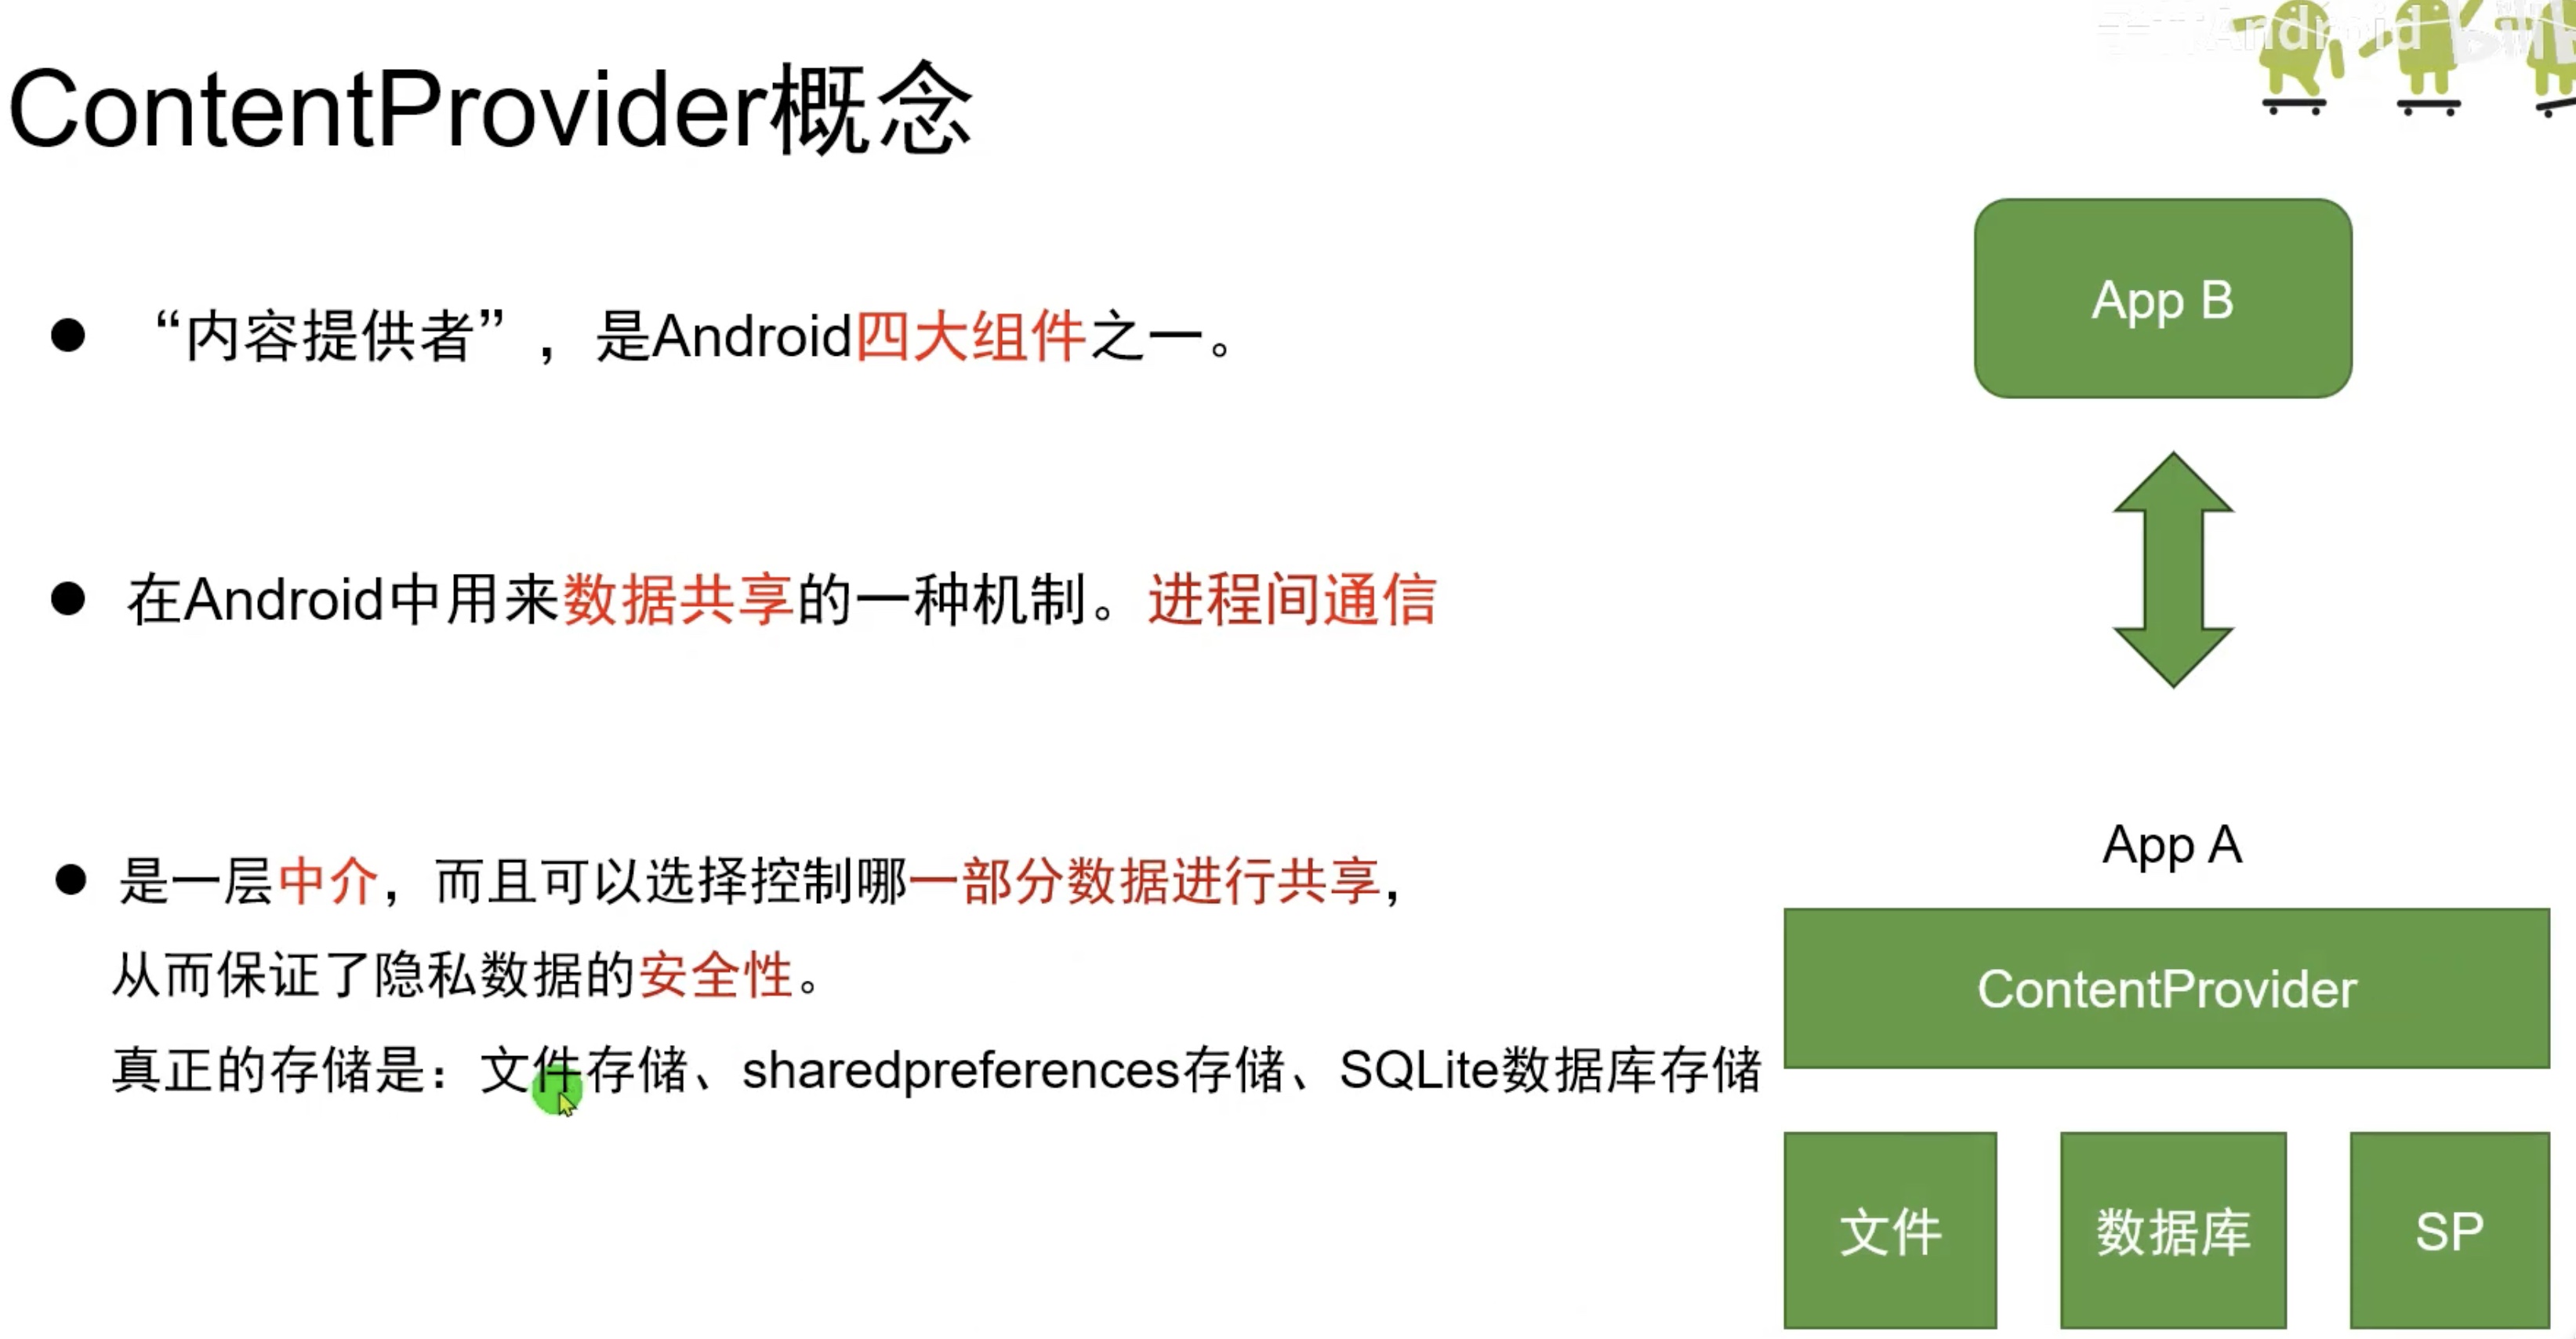 ContentProvider概念
“内容提供者”，是Android四大组件之一。
在Android中用来数据共享的一种机制。进程间通信
是一层中介，而且可以选择控制哪一部分数据进行共享，
从而保证了隐私数据的安全性。
真正的存储是：文件存储、sharedpreferences存储、SQLite数据库存储
Android
App B
App A
ContentProvider
文件
数据库
SP